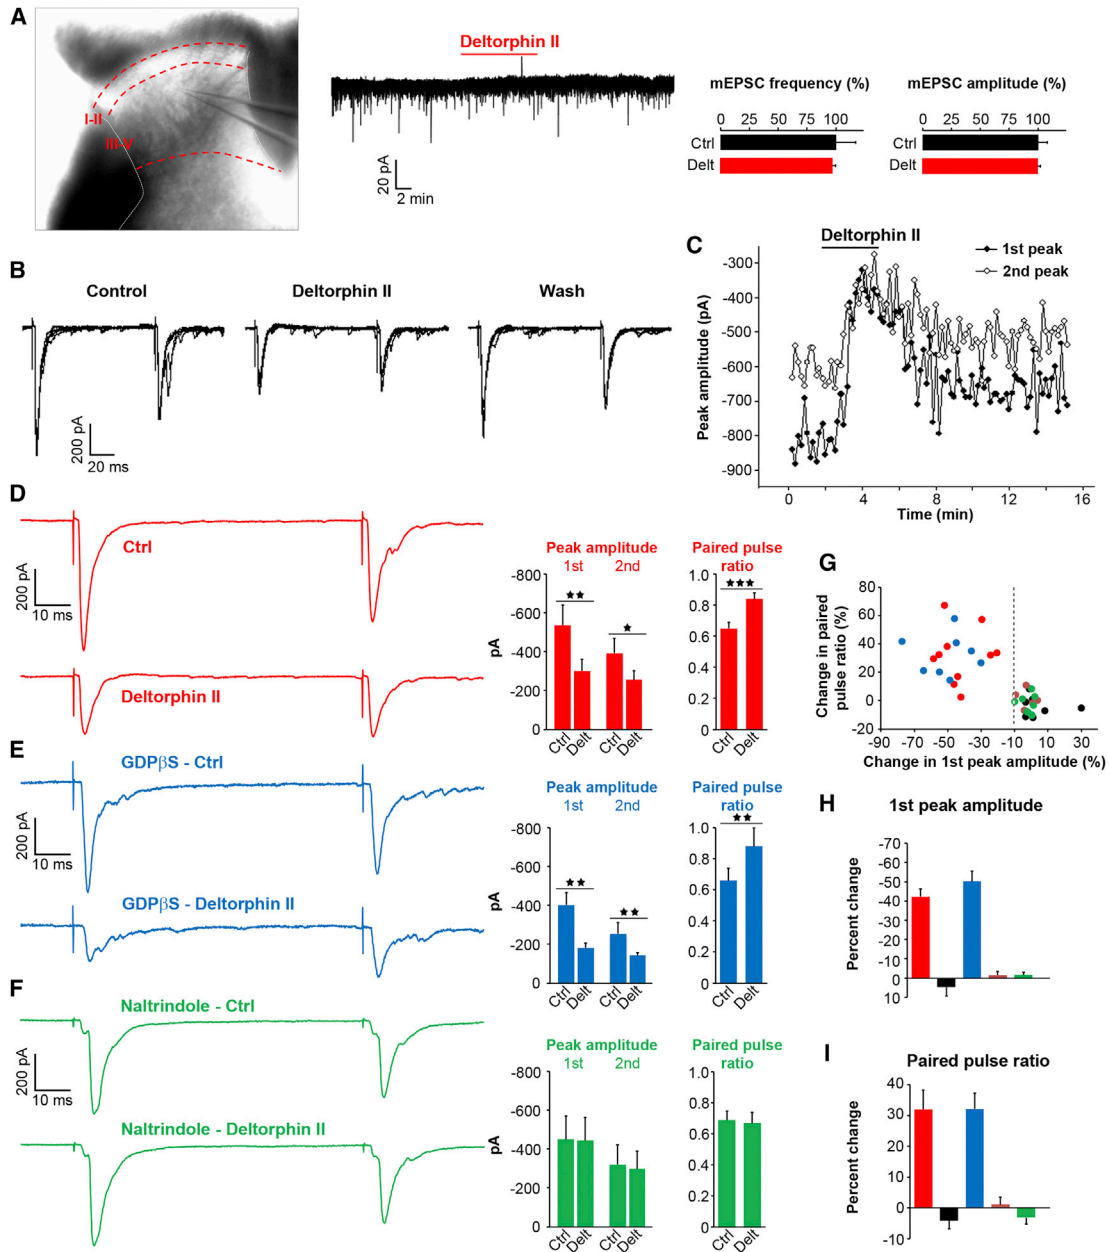 A
I-II
III-V
Deltorphin II
20 pA
2 min
mEPSC frequency (%)
0 25 50 75 100
Ctrl
Delt
mEPSC amplitude (%)
0 25 50 75 100
Ctrl
Delt
B
Control
Deltorphin II
Wash
200 pA
20 ms
C
Deltorphin II
1st peak
2nd peak
Peak amplitude (pA)
-300
-400
-500
-600
-700
-800
-900
0 4 8 12 16
Time (min)
D
Ctrl
200 pA
10 ms
Deltorphin II
Peak amplitude
1st 2nd
pA
-800
-600
-400
-200
0
★★
★
Ctrl Delt Ctrl Delt
Paired pulse
ratio
1.0
0.8
0.6
0.4
0.2
0
★★★
Ctrl Delt
E
GDPβS - Ctrl
200 pA
10 ms
GDPβS - Deltorphin II
Peak amplitude
1st 2nd
pA
-800
-600
-400
-200
0
★★
★★
Ctrl Delt Ctrl Delt
Paired pulse
ratio
★★
1.0
0.8
0.6
0.4
0.2
0
Ctrl Delt
F
Naltrindole - Ctrl
200 pA
10 ms
Naltrindole - Deltorphin II
Peak amplitude
1st 2nd
pA
-800
-600
-400
-200
0
Ctrl Delt Ctrl Delt
Paired pulse
ratio
1.0
0.8
0.6
0.4
0.2
0
Ctrl Delt
G
Change in paired
pulse ratio (%)
80
60
40
20
0
-20
-90 -70 -50 -30 -10 10 30
Change in 1st peak amplitude (%)
H
1st peak amplitude
Percent change
-70
-60
-50
-40
-30
-20
-10
0
10
I
Paired pulse ratio
Percent change
40
30
20
10
0
-10